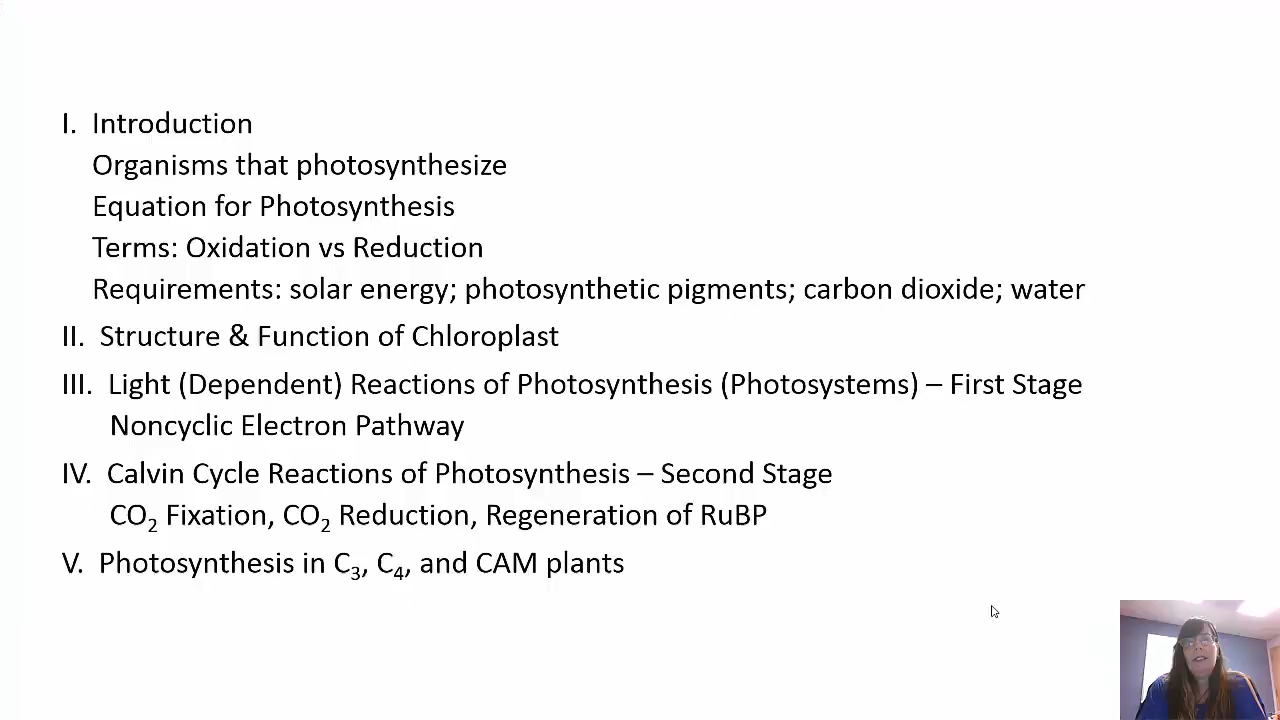 I. Introduction
Organisms that photosynthesize
Equation for Photosynthesis
Terms: Oxidation vs Reduction
Requirements: solar energy; photosynthetic pigments; carbon dioxide; water
II. Structure & Function of Chloroplast
III. Light (Dependent) Reactions of Photosynthesis (Photosystems) – First Stage
Noncyclic Electron Pathway
IV. Calvin Cycle Reactions of Photosynthesis – Second Stage
CO₂ Fixation, CO₂ Reduction, Regeneration of RuBP
V. Photosynthesis in C₃, C₄, and CAM plants